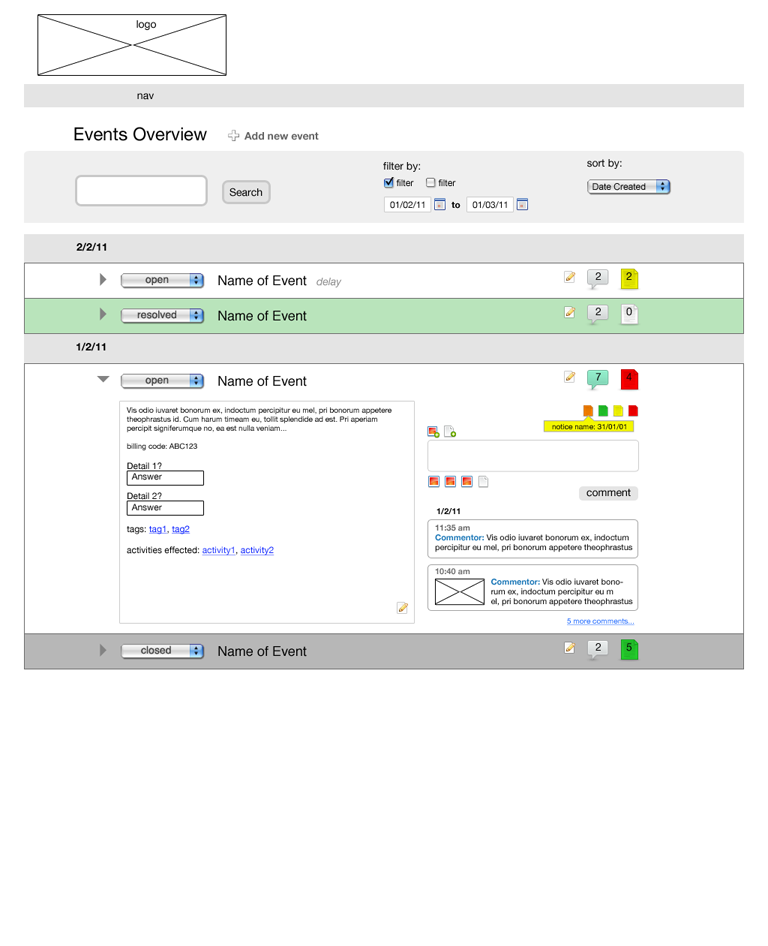 logo
nav
Events Overview
Add new event
filter by:
sort by:
Search
filter
filter
Date Created
01/02/11
to
01/03/11
2/2/11
open
Name of Event
delay
2
2
resolved
Name of Event
2
0
1/2/11
open
Name of Event
7
4
Vis odio iuvaret bonorum ex, indoctum percipitur eu mel, pri bonorum appetere
theophrastus id. Cum harum timeam eu, tollit splendide ad est. Pri aperiam
percipit signiferumque no, ea est nulla veniam...
billing code: ABC123
Detail 1?
Answer
Detail 2?
Answer
tags: tag1, tag2
activities effected: activity1, activity2
notice name: 31/01/01
comment
1/2/11
11:35 am
Commentor: Vis odio iuvaret bonorum ex, indoctum
percipitur eu mel, pri bonorum appetere theophrastus
10:40 am
Commentor: Vis odio iuvaret bono-
rum ex, indoctum percipitur eu m
el, pri bonorum appetere theophrastus
5 more comments...
closed
Name of Event
2
5